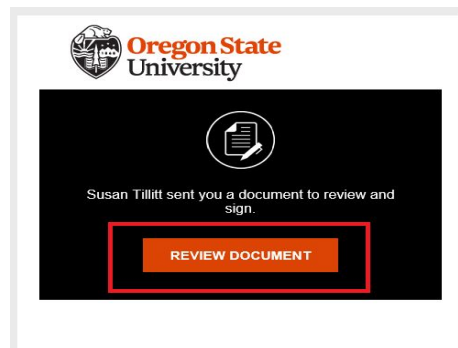 Oregon State
University
Susan Tillitt sent you a document to review and
sign.
REVIEW DOCUMENT